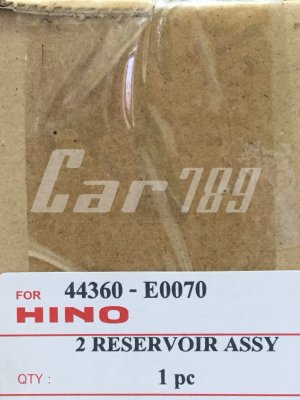 Car 789
FOR 44360 - E0070
HINO
2 RESERVOIR ASSY
QTY : 1 pc